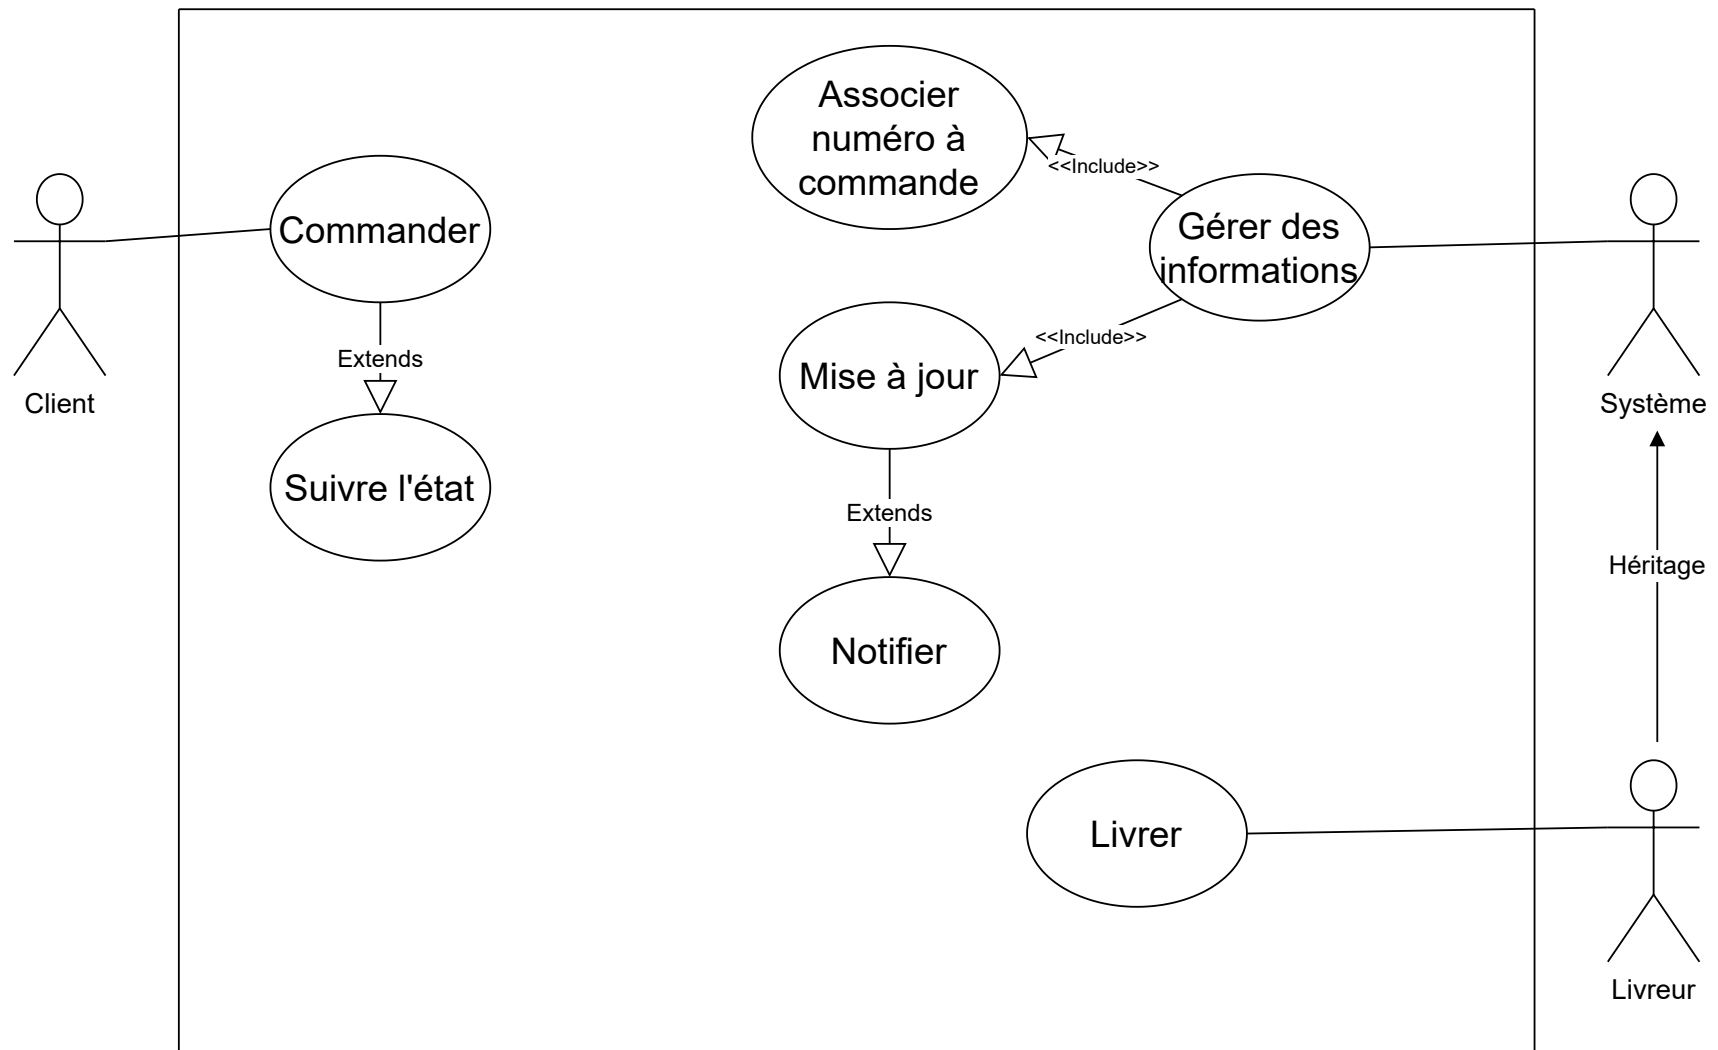 Associer
numéro à
commande
<<Include>>
Commander
Gérer des
informations
<<Include>>
Extends
Mise à jour
Client
Système
Suivre l'état
Extends
Héritage
Notifier
Livrer
Livreur